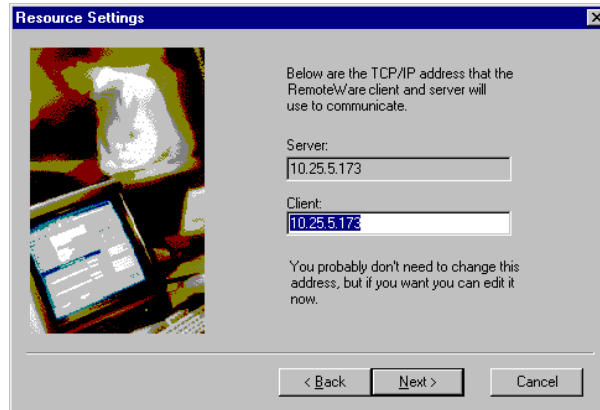 Resource Settings
Below are the TCP/IP address that the
RemoteWare client and server will
use to communicate.
Server:
10.25.5.173
Client:
10.25.5.173
You probably don't need to change this
address, but if you want you can edit it
now.
< Back
Next >
Cancel